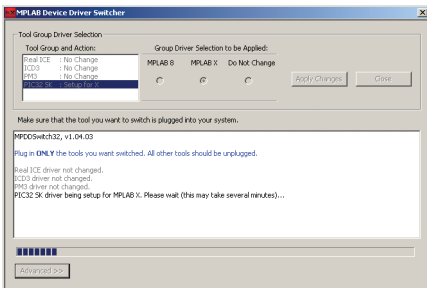 MPLAB Device Driver Switcher
Tool Group Driver Selection
Tool Group and Action:
Group Driver Selection to be Applied:
Real ICE : No Change
ICD3 : No Change
PM3 : No Change
PIC32 SK : Setup for X
MPLAB 8 MPLAB X Do Not Change
Apply Changes
Close
Make sure that the tool you want to switch is plugged into your system.
MPDDSwitch32, v1.04.03
Plug in ONLY the tools you want switched. All other tools should be unplugged.
Real ICE driver not changed.
ICD3 driver not changed.
PM3 driver not changed.
PIC32 SK driver being setup for MPLAB X. Please wait (this may take several minutes)...
Advanced >>